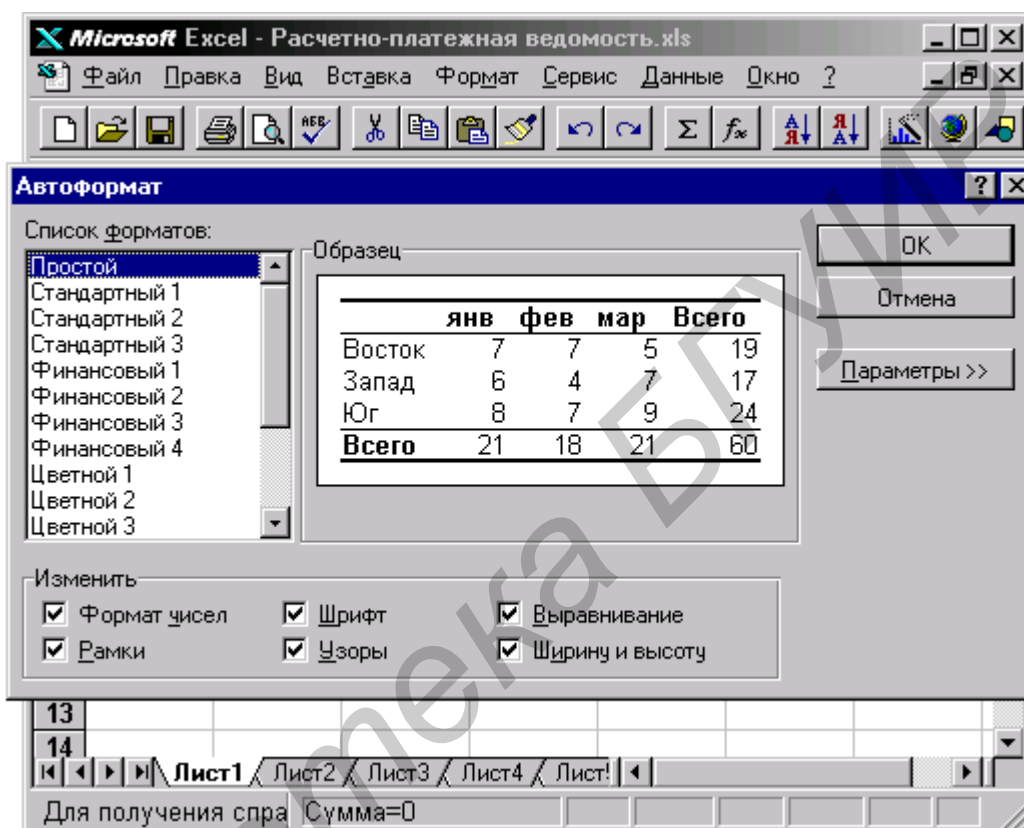 Microsoft Excel - Расчетно-платежная ведомость.xls
Файл Правка Вид Вставка Формат Сервис Данные Окно ?
Автоформат
Список форматов:
Простой
Стандартный 1
Стандартный 2
Стандартный 3
Финансовый 1
Финансовый 2
Финансовый 3
Финансовый 4
Цветной 1
Цветной 2
Цветной 3
Образец
янв фев мар Всего
Восток 7 7 5 19
Запад 6 4 7 17
Юг 8 7 9 24
Всего 21 18 21 60
OK
Отмена
Параметры >>
Изменить
Формат чисел Шрифт Выравнивание
Рамки Узоры Ширину и высоту
13
14
Лист1 Лист2 Лист3 Лист4 Лист
Для получения спра Сумма=0
тека БГУИР